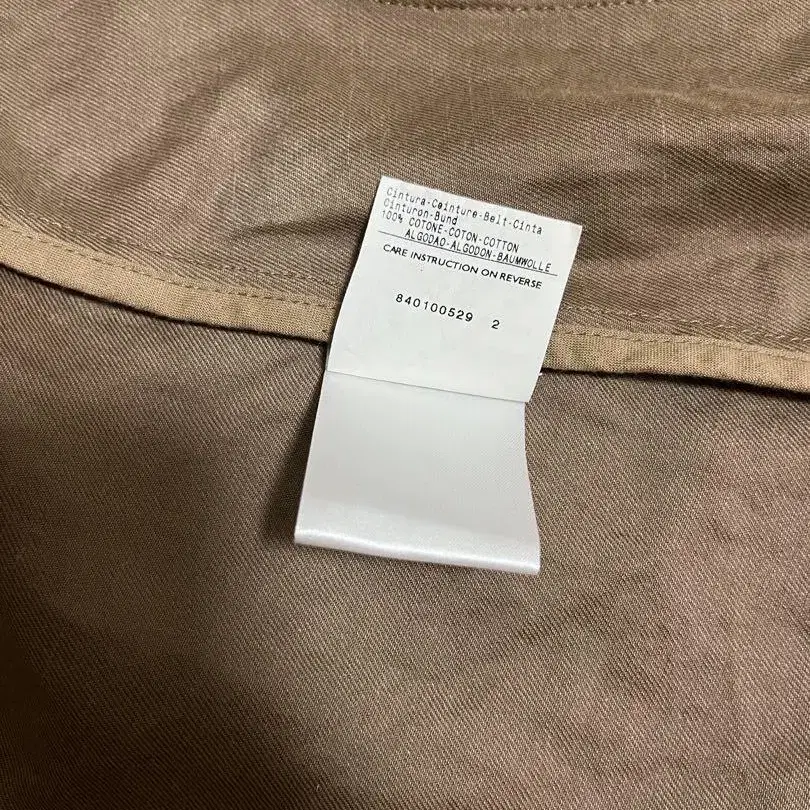 Cintura-Ceinture-Belt-Cinta
Cinturon-Bund
100% COTONE-COTON-COTTON
ALGODAO-ALGODON-BAUMWOLLE
CARE INSTRUCTION ON REVERSE
840100529 2